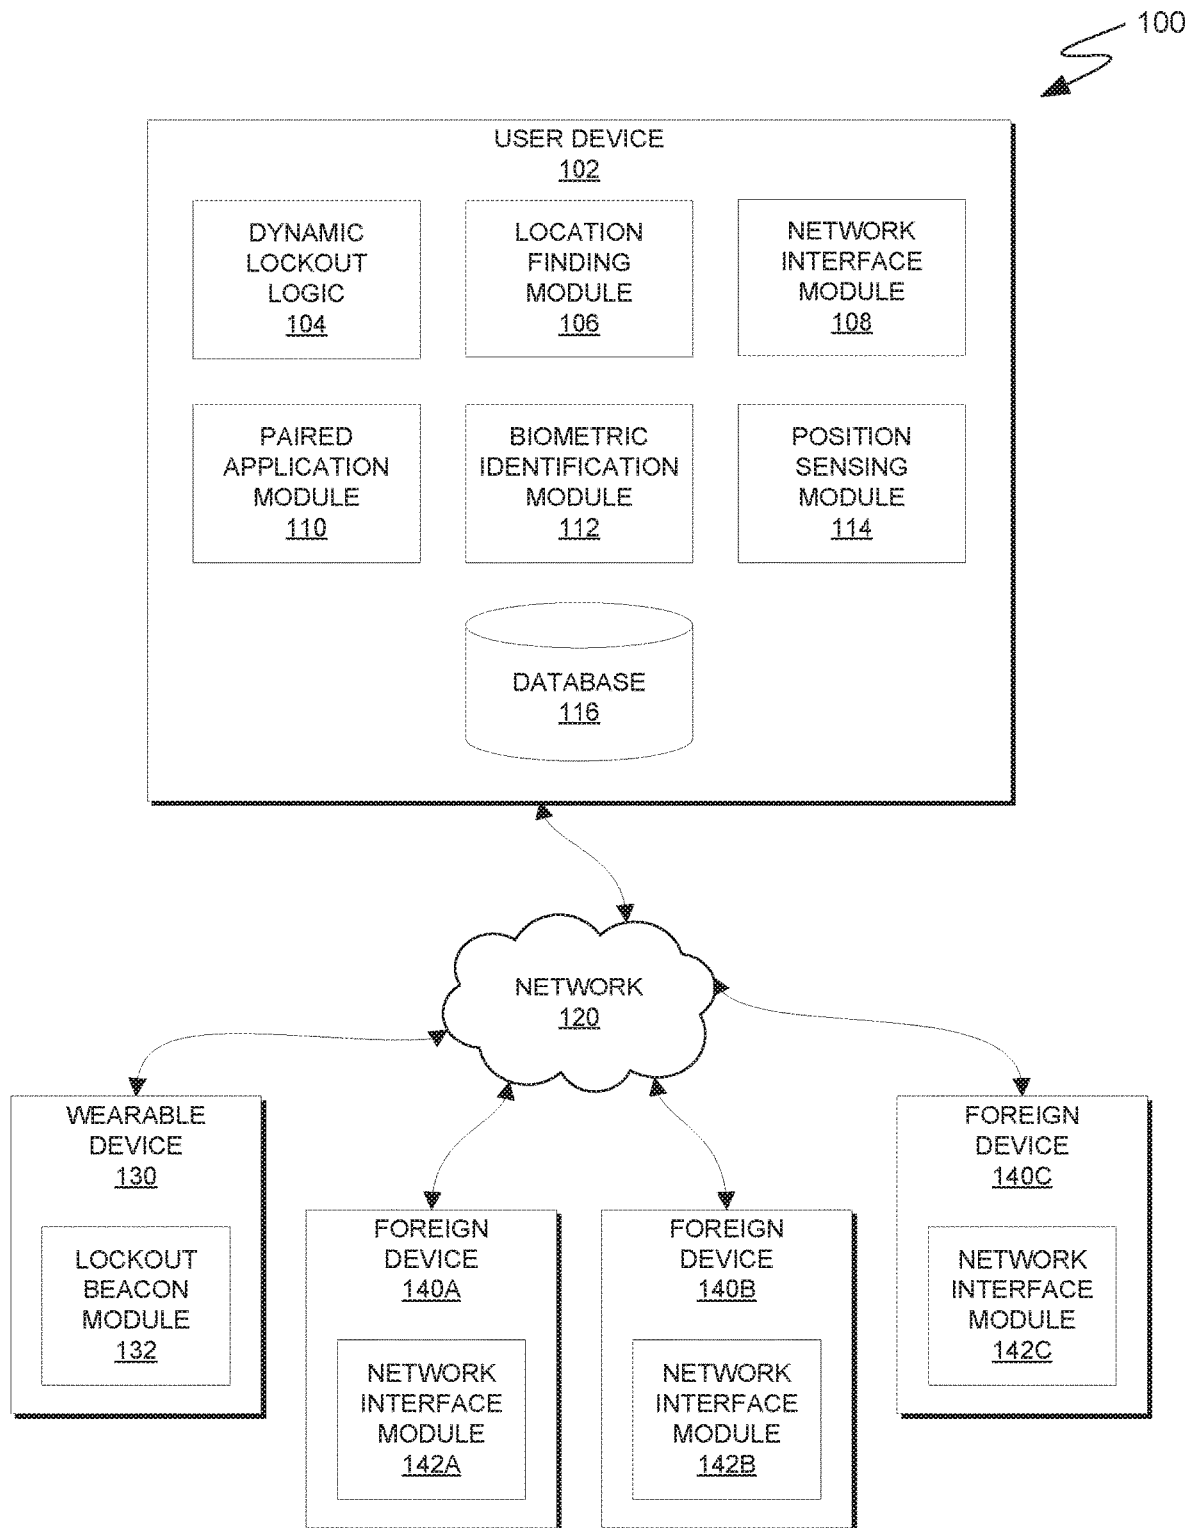 100
USER DEVICE
102
DYNAMIC
LOCKOUT
LOGIC
104
LOCATION
FINDING
MODULE
106
NETWORK
INTERFACE
MODULE
108
PAIRED
APPLICATION
MODULE
110
BIOMETRIC
IDENTIFICATION
MODULE
112
POSITION
SENSING
MODULE
114
DATABASE
116
NETWORK
120
WEARABLE
DEVICE
130
LOCKOUT
BEACON
MODULE
132
FOREIGN
DEVICE
140A
NETWORK
INTERFACE
MODULE
142A
FOREIGN
DEVICE
140B
NETWORK
INTERFACE
MODULE
142B
FOREIGN
DEVICE
140C
NETWORK
INTERFACE
MODULE
142C